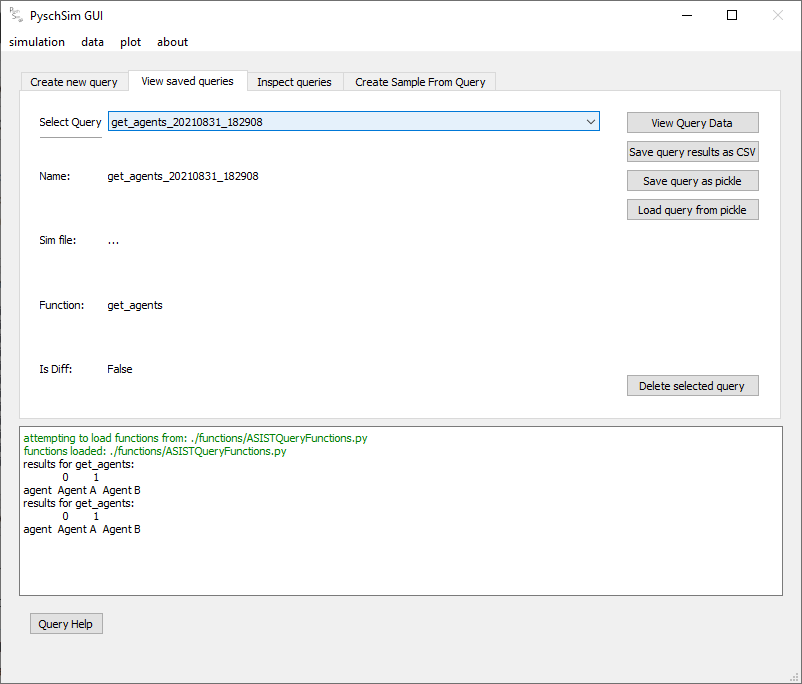 PyschSim GUI
simulation data plot about
Create new query View saved queries Inspect queries Create Sample From Query
Select Query get_agents_20210831_182908 View Query Data
Save query results as CSV
Name: get_agents_20210831_182908 Save query as pickle
Load query from pickle
Sim file: ...
Function: get_agents
Is Diff: False
Delete selected query
attempting to load functions from: ./functions/ASISTQueryFunctions.py
functions loaded: ./functions/ASISTQueryFunctions.py
results for get_agents:
0 1
agent Agent A Agent B
results for get_agents:
0 1
agent Agent A Agent B
Query Help